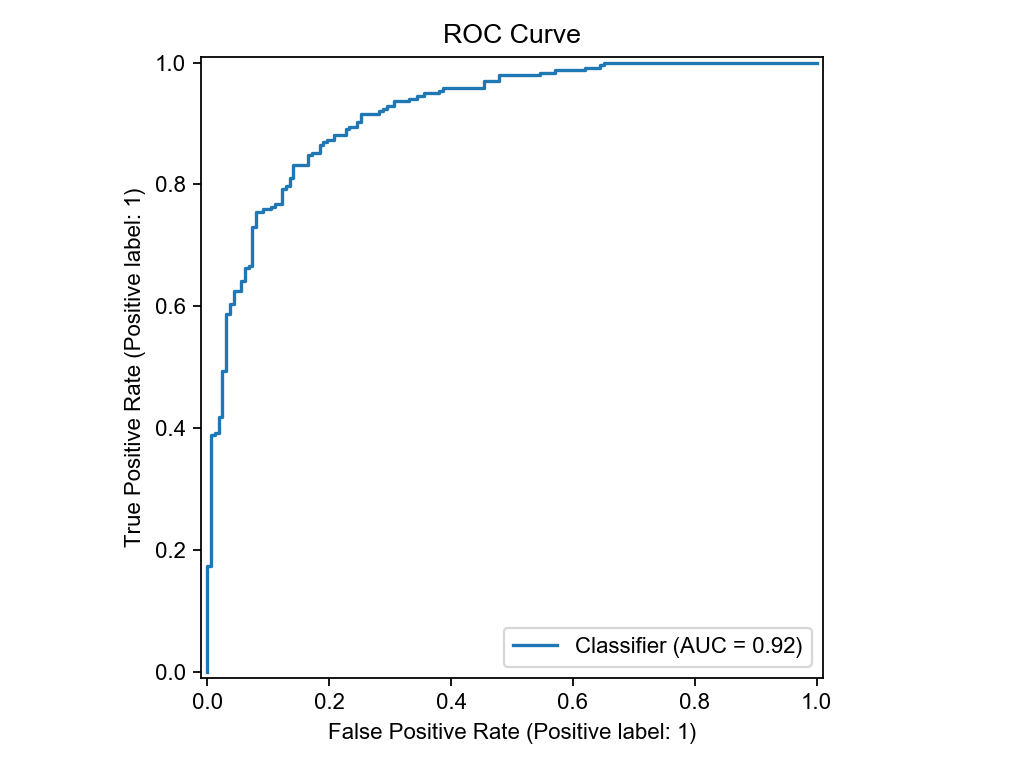 ROC Curve
1.0
0.8
0.6
0.4
0.2
0.0
True Positive Rate (Positive label: 1)
Classifier (AUC = 0.92)
0.0 0.2 0.4 0.6 0.8 1.0
False Positive Rate (Positive label: 1)